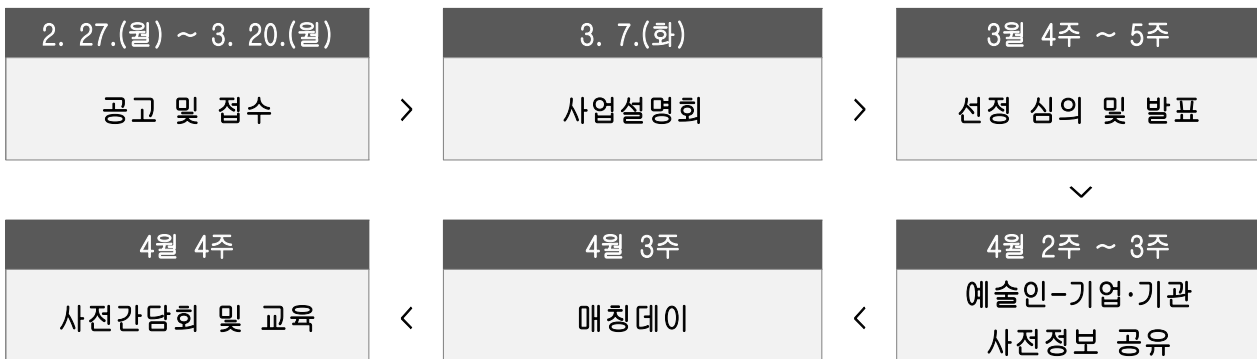 2. 27.(월) ~ 3. 20.(월)
공고 및 접수
>
3. 7.(화)
사업설명회
>
3월 4주 ~ 5주
선정 심의 및 발표
4월 2주 ~ 3주
예술인-기업·기관
사전정보 공유
<
4월 3주
매칭데이
<
4월 4주
사전간담회 및 교육